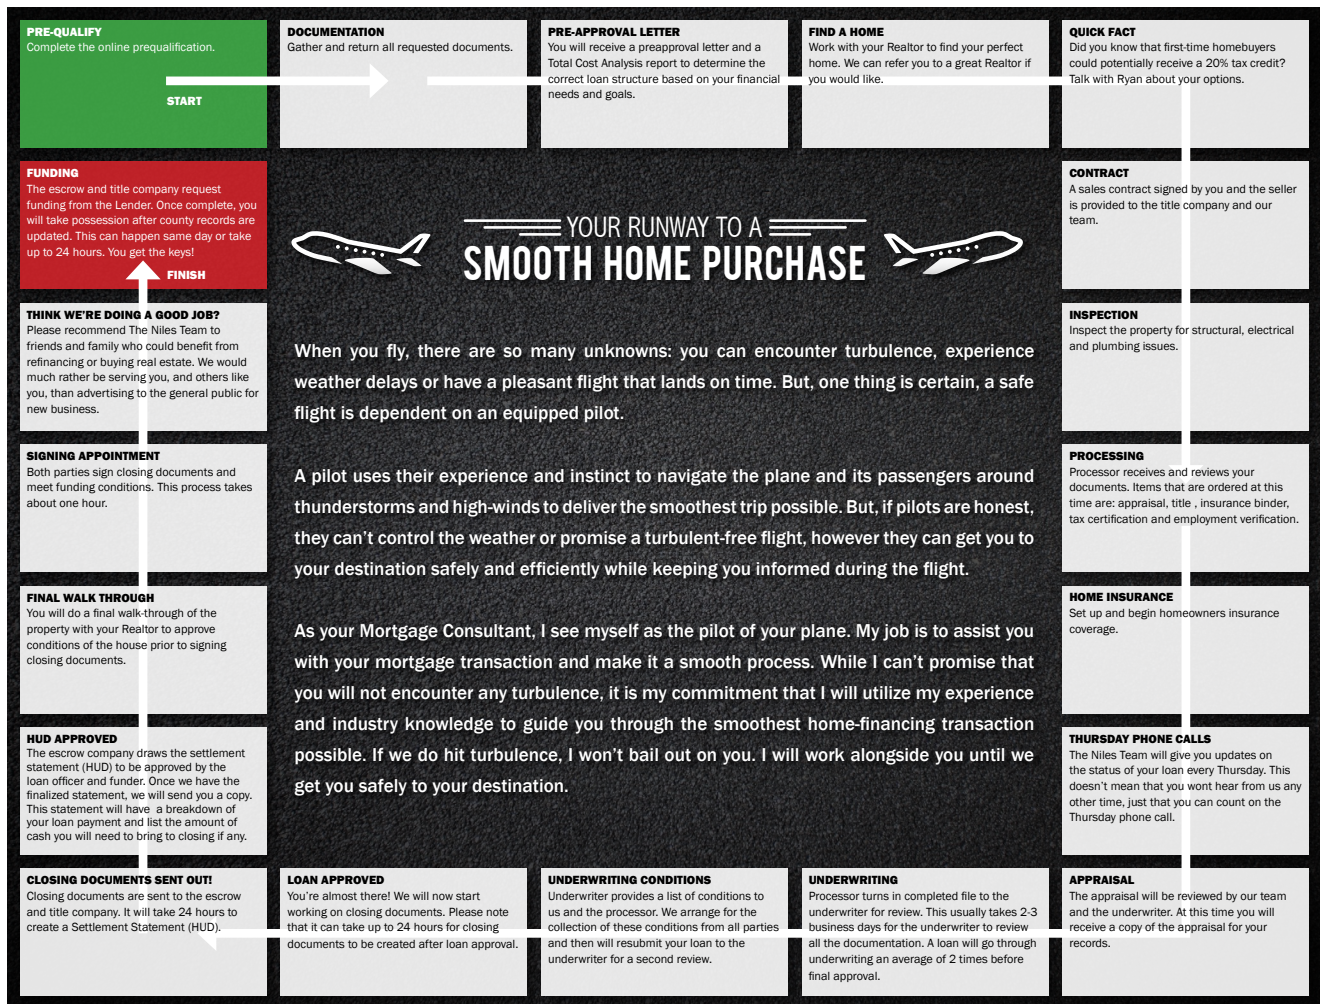 PRE-QUALIFY
Complete the online prequalification.
START
DOCUMENTATION
Gather and return all requested documents.
PRE-APPROVAL LETTER
You will receive a preapproval letter and a
Total Cost Analysis report to determine the
correct loan structure based on your financial
needs and goals.
FIND A HOME
Work with your Realtor to find your perfect
home. We can refer you to a great Realtor if
you would like.
QUICK FACT
Did you know that first-time homebuyers
could potentially receive a 20% tax credit?
Talk with Ryan about your options.
CONTRACT
A sales contract signed by you and the seller
is provided to the title company and our
team.
INSPECTION
Inspect the property for structural, electrical
and plumbing issues.
PROCESSING
Processor receives and reviews your
documents. Items that are ordered at this
time are: appraisal, title , insurance binder,
tax certification and employment verification.
HOME INSURANCE
Set up and begin homeowners insurance
coverage.
THURSDAY PHONE CALLS
The Niles Team will give you updates on
the status of your loan every Thursday. This
doesn't mean that you wont hear from us any
other time, just that you can count on the
Thursday phone call.
APPRAISAL
The appraisal will be reviewed by our team
and the underwriter. At this time you will
receive a copy of the appraisal for your
records.
UNDERWRITING
Processor turns in completed file to the
underwriter for review. This usually takes 2-3
business days for the underwriter to review
all the documentation. A loan will go through
underwriting an average of 2 times before
final approval.
UNDERWRITING CONDITIONS
Underwriter provides a list of conditions to
us and the processor. We arrange for the
collection of these conditions from all parties
and then will resubmit your loan to the
underwriter for a second review.
LOAN APPROVED
You're almost there! We will now start
working on closing documents. Please note
that it can take up to 24 hours for closing
documents to be created after loan approval.
CLOSING DOCUMENTS SENT OUT!
Closing documents are sent to the escrow
and title company. It will take 24 hours to
create a Settlement Statement (HUD).
HUD APPROVED
The escrow company draws the settlement
statement (HUD) to be approved by the
loan officer and funder. Once we have the
finalized statement, we will send you a copy.
This statement will have a breakdown of
your loan payment and list the amount of
cash you will need to bring to closing if any.
FINAL WALK THROUGH
You will do a final walk-through of the
property with your Realtor to approve
conditions of the house prior to signing
closing documents.
SIGNING APPOINTMENT
Both parties sign closing documents and
meet funding conditions. This process takes
about one hour.
THINK WE'RE DOING A GOOD JOB?
Please recommend The Niles Team to
friends and family who could benefit from
refinancing or buying real estate. We would
much rather be serving you, and others like
you, than advertising to the general public for
new business.
FUNDING
The escrow and title company request
funding from the Lender. Once complete, you
will take possession after county records are
updated. This can happen same day or take
up to 24 hours. You get the keys!
FINISH
YOUR RUNWAY TO A
SMOOTH HOME PURCHASE
When you fly, there are so many unknowns: you can encounter turbulence, experience
weather delays or have a pleasant flight that lands on time. But, one thing is certain, a safe
flight is dependent on an equipped pilot.
A pilot uses their experience and instinct to navigate the plane and its passengers around
thunderstorms and high-winds to deliver the smoothest trip possible. But, if pilots are honest,
they can't control the weather or promise a turbulent-free flight, however they can get you to
your destination safely and efficiently while keeping you informed during the flight.
As your Mortgage Consultant, I see myself as the pilot of your plane. My job is to assist you
with your mortgage transaction and make it a smooth process. While I can't promise that
you will not encounter any turbulence, it is my commitment that I will utilize my experience
and industry knowledge to guide you through the smoothest home-financing transaction
possible. If we do hit turbulence, I won't bail out on you. I will work alongside you until we
get you safely to your destination.